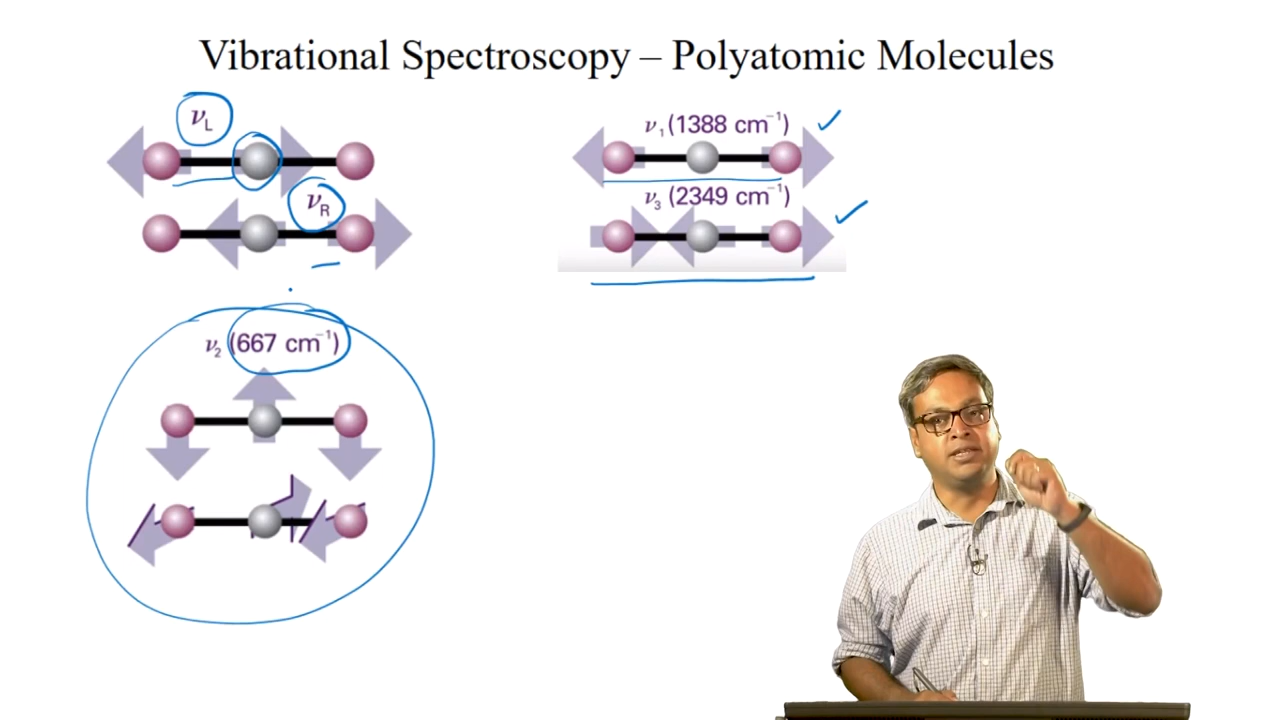 Vibrational Spectroscopy – Polyatomic Molecules
νL
νR
ν2 (667 cm⁻¹)
ν1 (1388 cm⁻¹)
ν3 (2349 cm⁻¹)